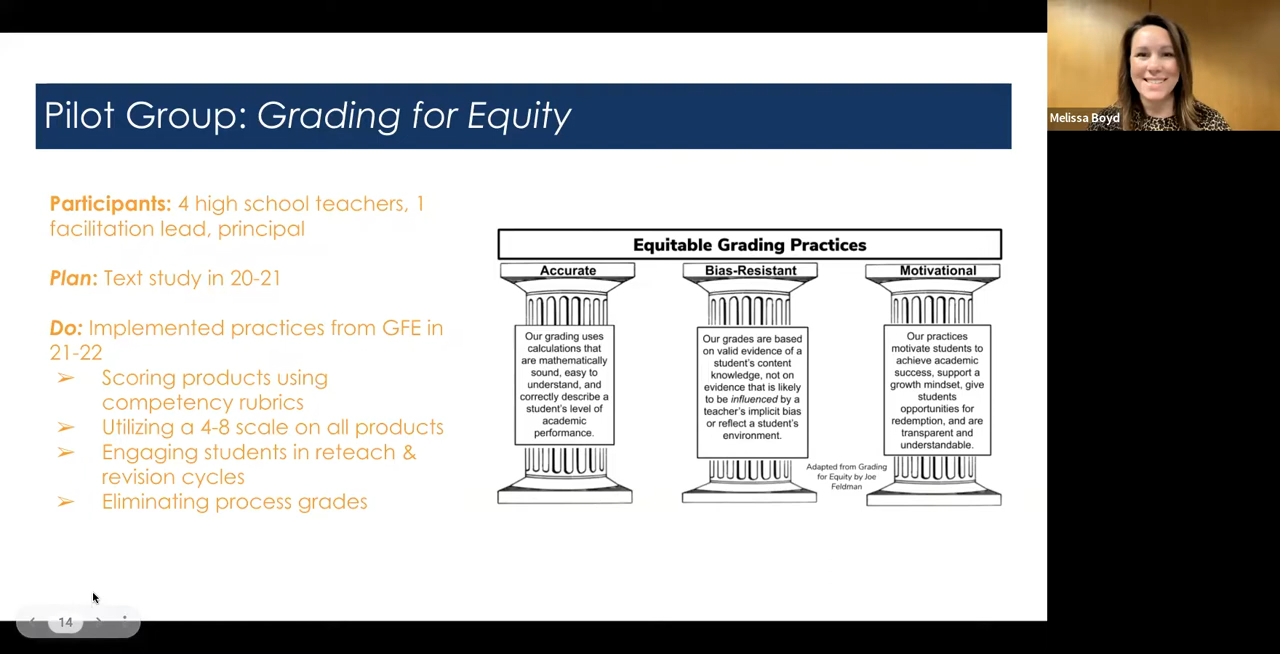 Pilot Group: Grading for Equity
Melissa Boyd
Participants: 4 high school teachers, 1
facilitation lead, principal
Plan: Text study in 20-21
Do: Implemented practices from GFE in
21-22
➢ Scoring products using
competency rubrics
➢ Utilizing a 4-8 scale on all products
➢ Engaging students in reteach &
revision cycles
➢ Eliminating process grades
Equitable Grading Practices
Accurate
Our grading uses
calculations that
are mathematically
sound, easy to
understand, and
correctly describe a
student's level of
academic
performance.
Bias-Resistant
Our grades are based
on valid evidence of a
student's content
knowledge, not on
evidence that is likely
to be influenced by a
teacher's implicit bias
or reflect a student's
environment.
Motivational
Our practices
motivate students to
achieve academic
success, support a
growth mindset, give
students
opportunities for
redemption, and are
transparent and
understandable.
Adapted from Grading
for Equity by Joe
Feldman
14